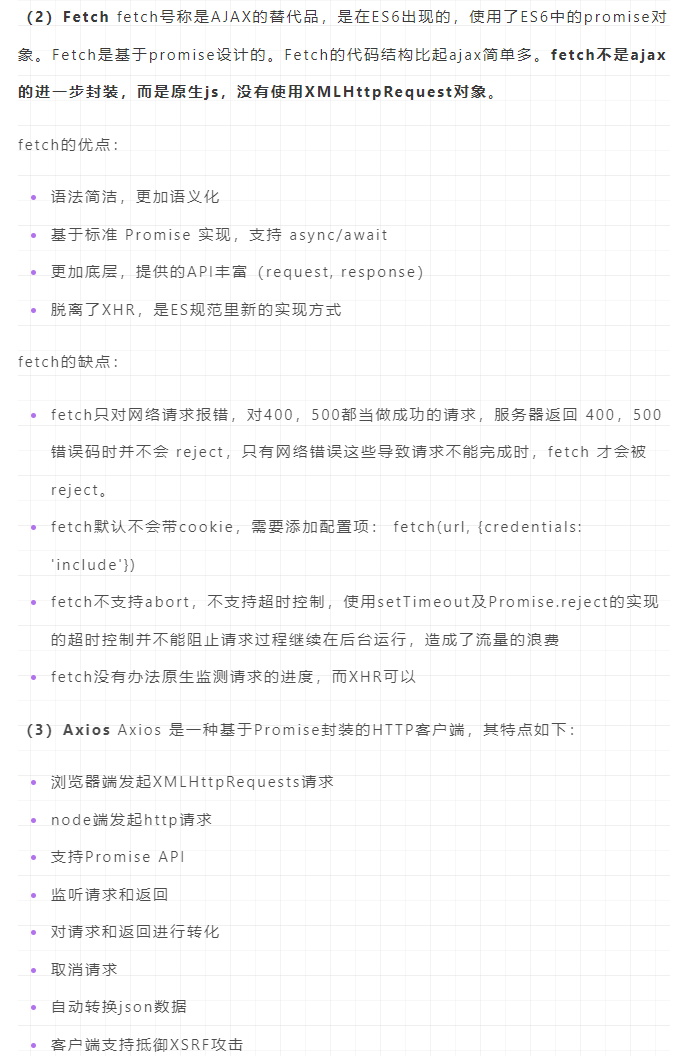 （2）Fetch fetch号称是AJAX的替代品，是在ES6出现的，使用了ES6中的promise对
象。Fetch是基于promise设计的。Fetch的代码结构比起ajax简单多。fetch不是ajax
的进一步封装，而是原生js，没有使用XMLHttpRequest对象。
fetch的优点：
语法简洁，更加语义化
基于标准 Promise 实现，支持 async/await
更加底层，提供的API丰富（request, response）
脱离了XHR，是ES规范里新的实现方式
fetch的缺点：
fetch只对网络请求报错，对400，500都当做成功的请求，服务器返回 400，500
错误码时并不会 reject，只有网络错误这些导致请求不能完成时，fetch 才会被
reject。
fetch默认不会带cookie，需要添加配置项： fetch(url, {credentials:
'include'})
fetch不支持abort，不支持超时控制，使用setTimeout及Promise.reject的实现
的超时控制并不能阻止请求过程继续在后台运行，造成了流量的浪费
fetch没有办法原生监测请求的进度，而XHR可以
（3）Axios Axios 是一种基于Promise封装的HTTP客户端，其特点如下：
浏览器端发起XMLHttpRequests请求
node端发起http请求
支持Promise API
监听请求和返回
对请求和返回进行转化
取消请求
自动转换json数据
客户端支持抵御XSRF攻击